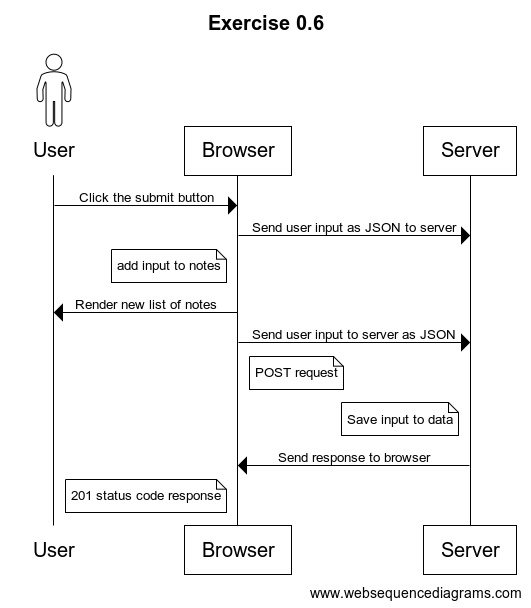 Exercise 0.6
User
Browser
Server
Click the submit button
Send user input as JSON to server
add input to notes
Render new list of notes
Send user input to server as JSON
POST request
Save input to data
Send response to browser
201 status code response
User
Browser
Server
www.websequencediagrams.com